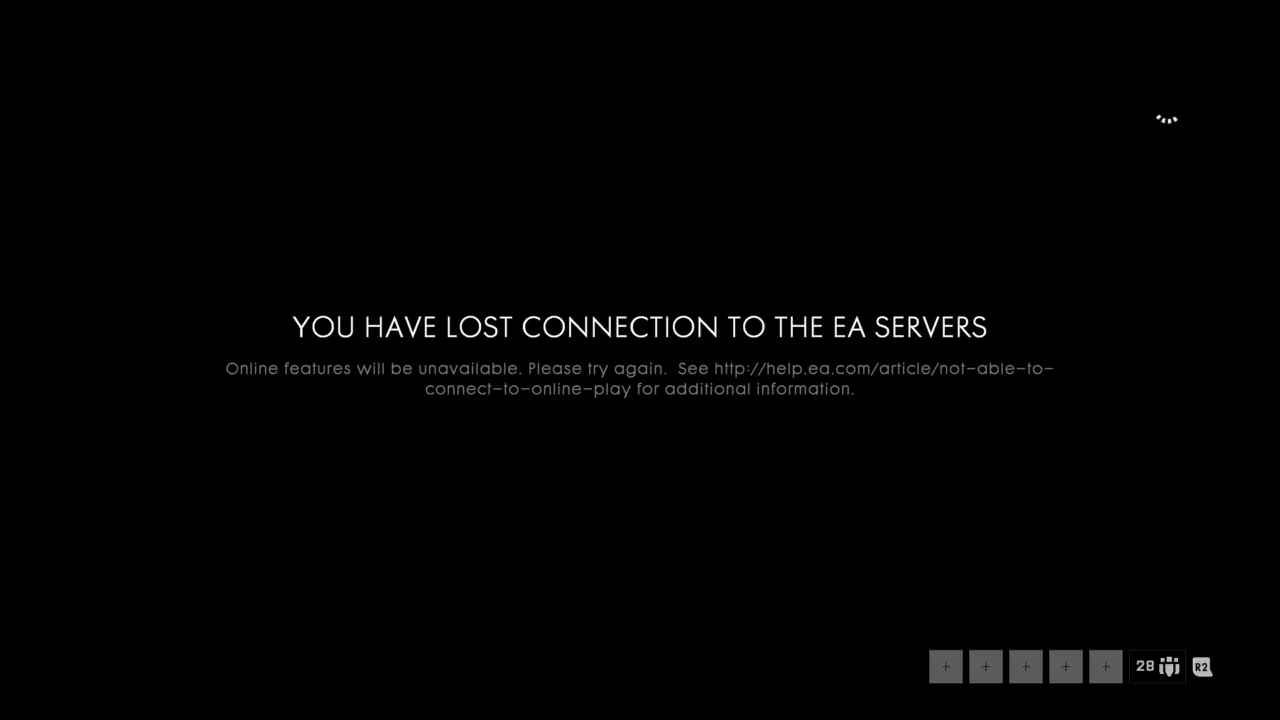 YOU HAVE LOST CONNECTION TO THE EA SERVERS
Online features will be unavailable. Please try again.  See http://help.ea.com/article/not-able-to-
connect-to-online-play for additional information.
+ + + + + 28 R2